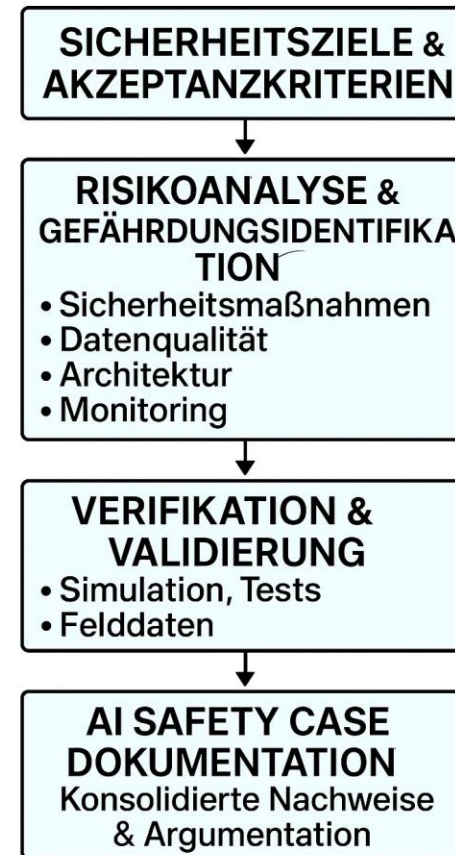 SICHERHEITSZIELE &
AKZEPTANZKRITERIEN
RISIKOANALYSE &
GEFÄHRDUNGSIDENTIFIKA
TION
• Sicherheitsmaßnahmen
• Datenqualität
• Architektur
• Monitoring
VERIFIKATION &
VALIDIERUNG
• Simulation, Tests
• Felddaten
AI SAFETY CASE
DOKUMENTATION
Konsolidierte Nachweise
& Argumentation